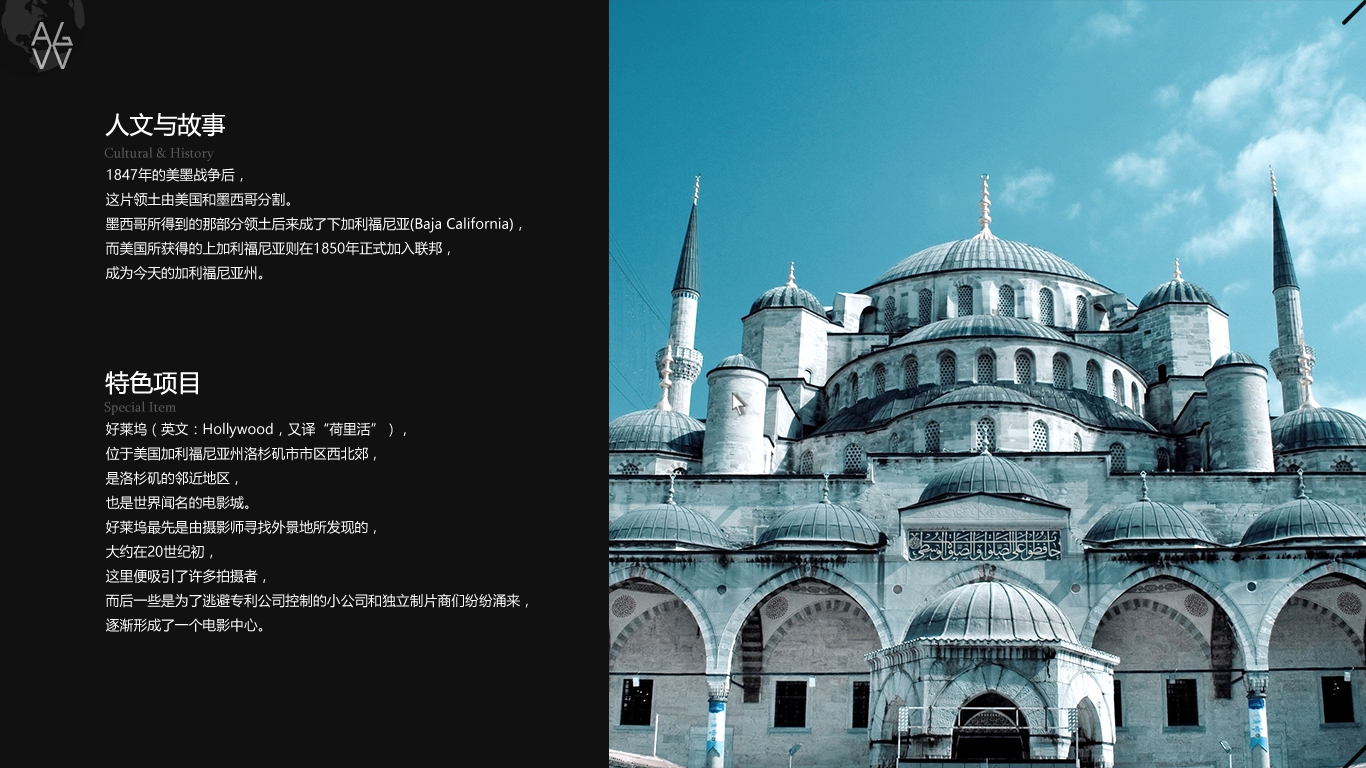 AG
W
人文与故事
Cultural & History
1847年的美墨战争后，
这片领土由美国和墨西哥分割。
墨西哥所得到的那部分领土后来成了下加利福尼亚(Baja California)，
而美国所获得的上加利福尼亚则在1850年正式加入联邦，
成为今天的加利福尼亚州。
特色项目
Special Item
好莱坞（英文：Hollywood，又译“荷里活” ），
位于美国加利福尼亚州洛杉矶市市区西北郊，
是洛杉矶的邻近地区，
也是世界闻名的电影城。
好莱坞最先是由摄影师寻找外景地所发现的，
大约在20世纪初，
这里便吸引了许多拍摄者，
而后一些是为了逃避专利公司控制的小公司和独立制片商们纷纷涌来，
逐渐形成了一个电影中心。
حافظوا على الصلوات والصلوة الوسطى